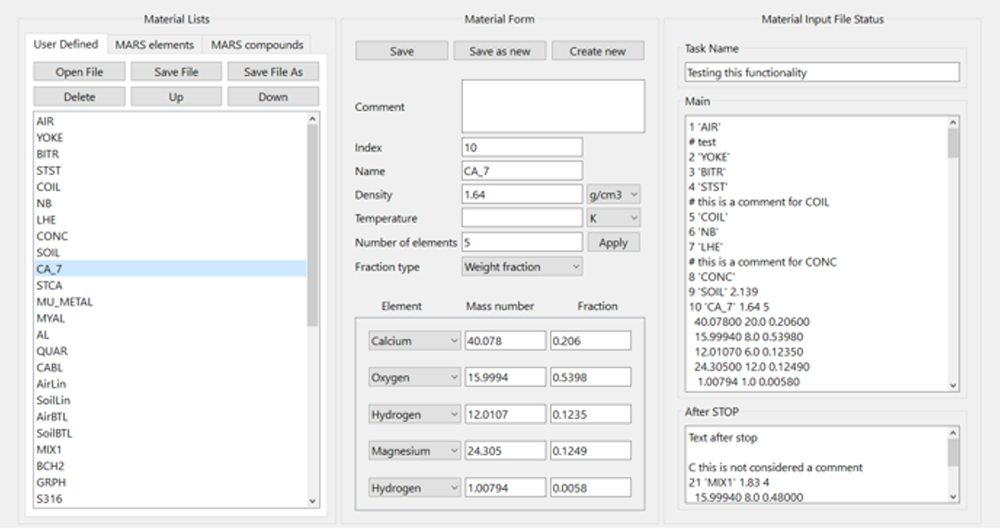 Material Lists
User Defined MARS elements MARS compounds
Open File Save File Save File As
Delete Up Down
AIR
YOKE
BITR
STST
COIL
NB
LHE
CONC
SOIL
CA_7
STCA
MU_METAL
MYAL
AL
QUAR
CABL
AirLin
SoilLin
AirBTL
SoilBTL
MIX1
BCH2
GRPH
S316
Material Form
Save Save as new Create new
Comment
Index 10
Name CA_7
Density 1.64 g/cm3
Temperature K
Number of elements 5 Apply
Fraction type Weight fraction
Element Mass number Fraction
Calcium 40.078 0.206
Oxygen 15.9994 0.5398
Hydrogen 12.0107 0.1235
Magnesium 24.305 0.1249
Hydrogen 1.00794 0.0058
Material Input File Status
Task Name
Testing this functionality
Main
1 'AIR'
# test
2 'YOKE'
3 'BITR'
4 'STST'
# this is a comment for COIL
5 'COIL'
6 'NB'
7 'LHE'
# this is a comment for CONC
8 'CONC'
9 'SOIL' 2.139
10 'CA_7' 1.64 5
40.07800 20.0 0.20600
15.99940 8.0 0.53980
12.01070 6.0 0.12350
24.30500 12.0 0.12490
1.00794 1.0 0.00580
After STOP
Text after stop
C this is not considered a comment
21 'MIX1' 1.83 4
15.99940 8.0 0.48000